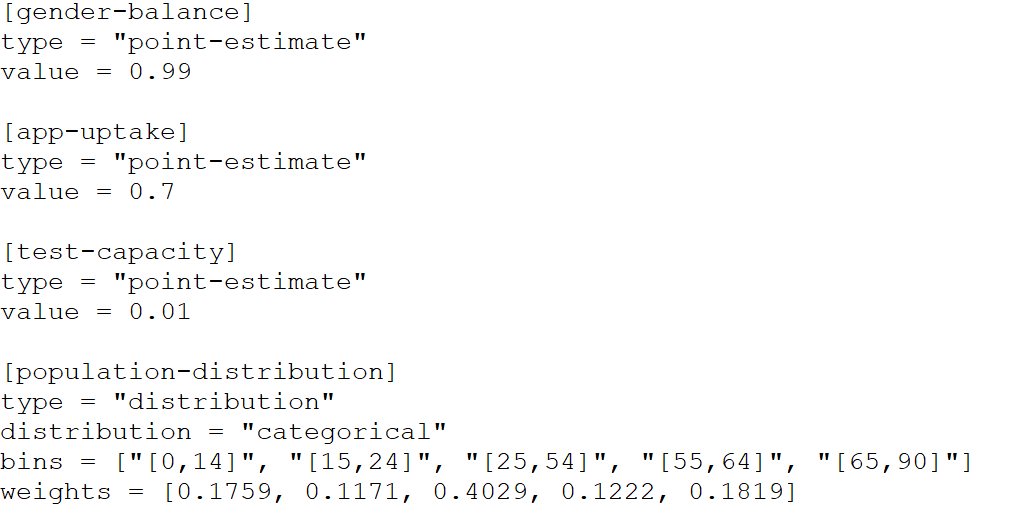 [gender-balance]
type = "point-estimate"
value = 0.99

[app-uptake]
type = "point-estimate"
value = 0.7

[test-capacity]
type = "point-estimate"
value = 0.01

[population-distribution]
type = "distribution"
distribution = "categorical"
bins = ["[0,14]", "[15,24]", "[25,54]", "[55,64]", "[65,90]"]
weights = [0.1759, 0.1171, 0.4029, 0.1222, 0.1819]